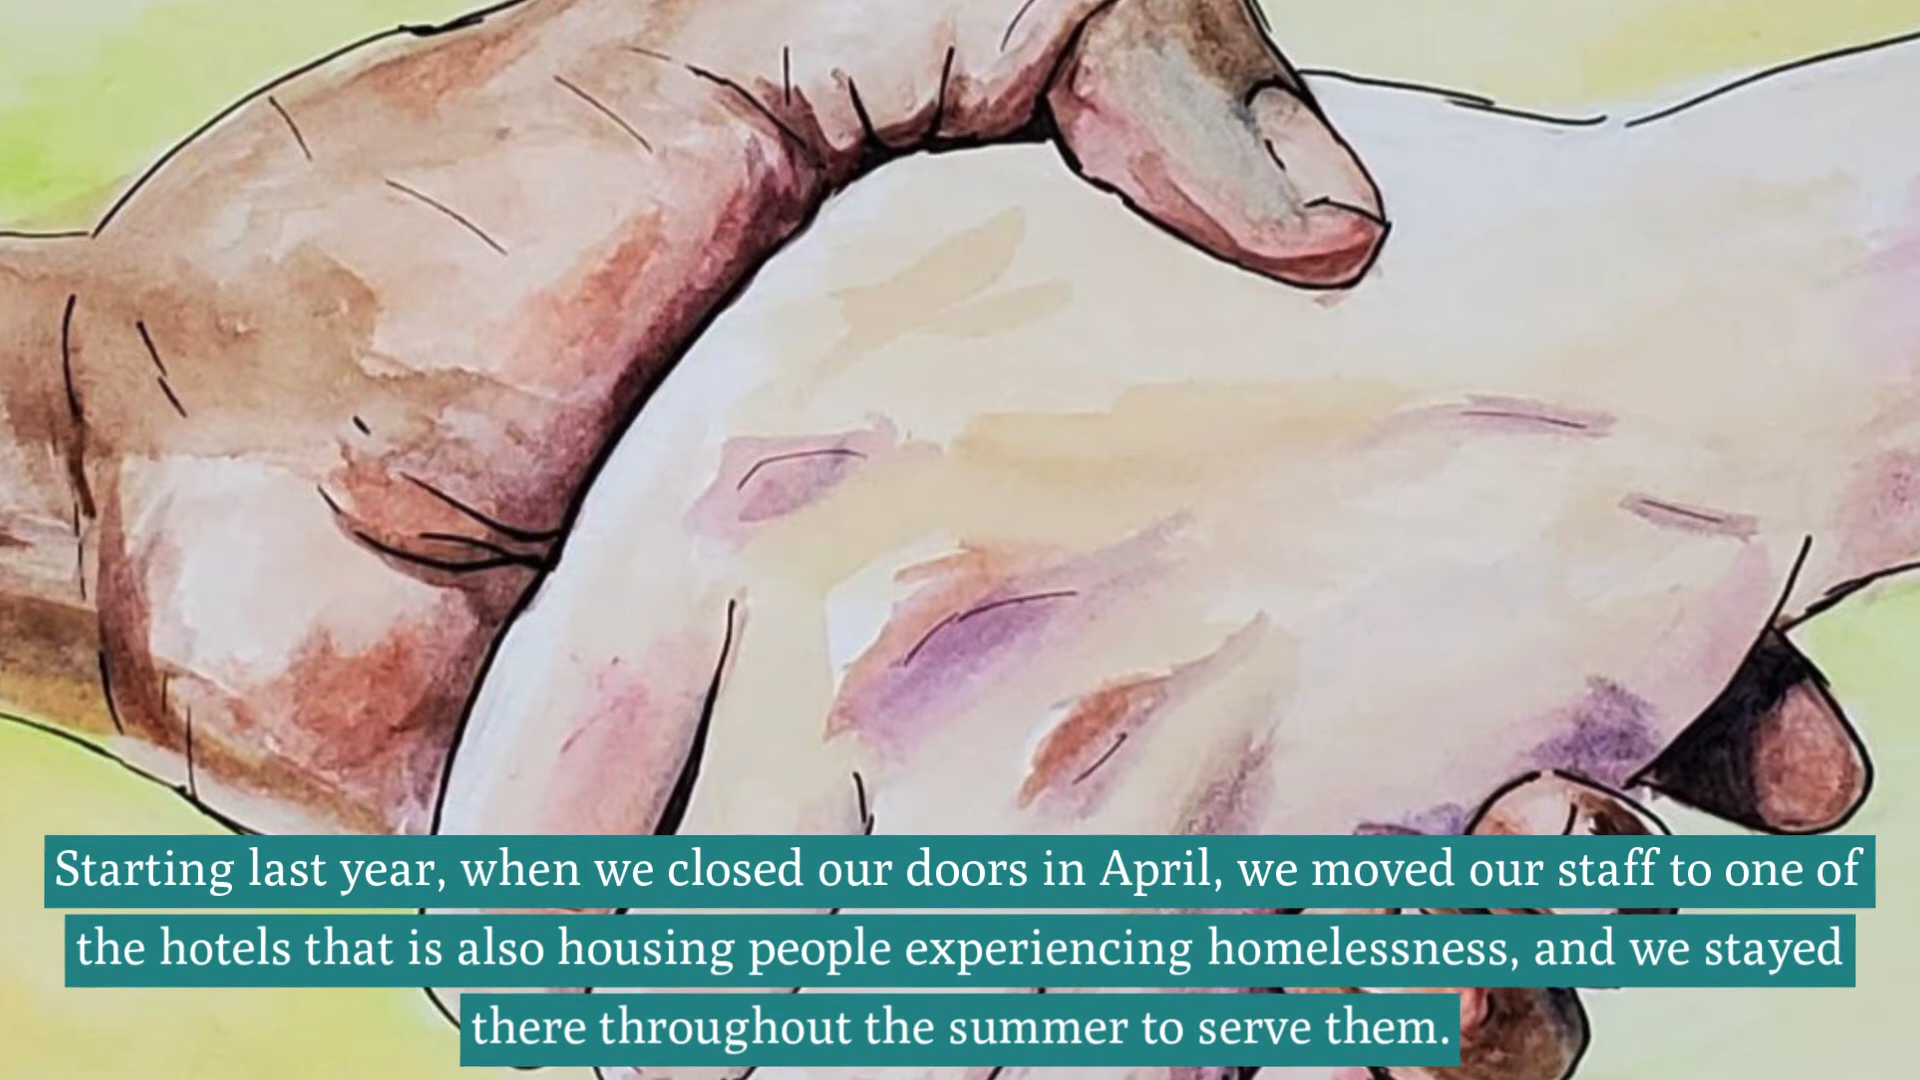 Starting last year, when we closed our doors in April, we moved our staff to one of
the hotels that is also housing people experiencing homelessness, and we stayed
there throughout the summer to serve them.